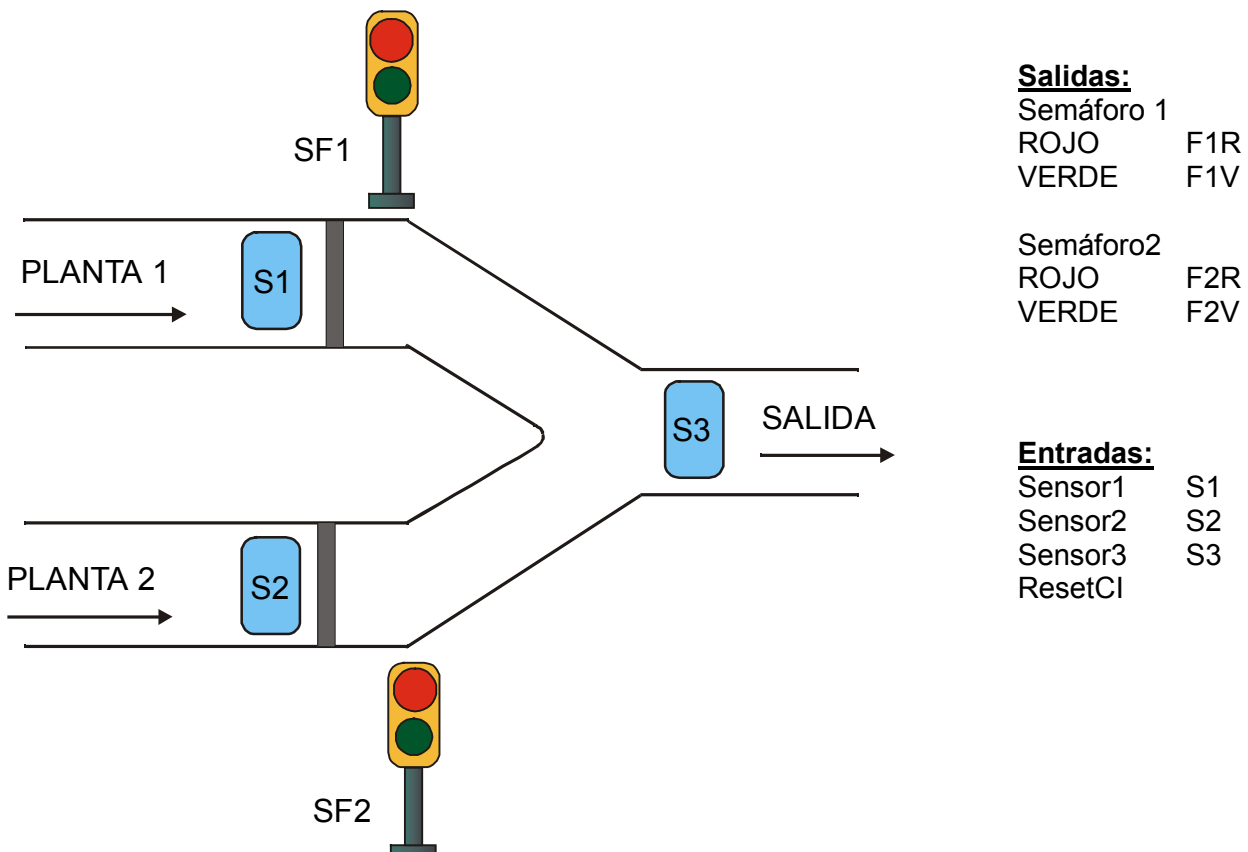 SF1
PLANTA 1
S1
S3
SALIDA
PLANTA 2
S2
SF2
Salidas:
Semáforo 1
ROJO F1R
VERDE F1V
Semáforo2
ROJO F2R
VERDE F2V
Entradas:
Sensor1 S1
Sensor2 S2
Sensor3 S3
ResetCI